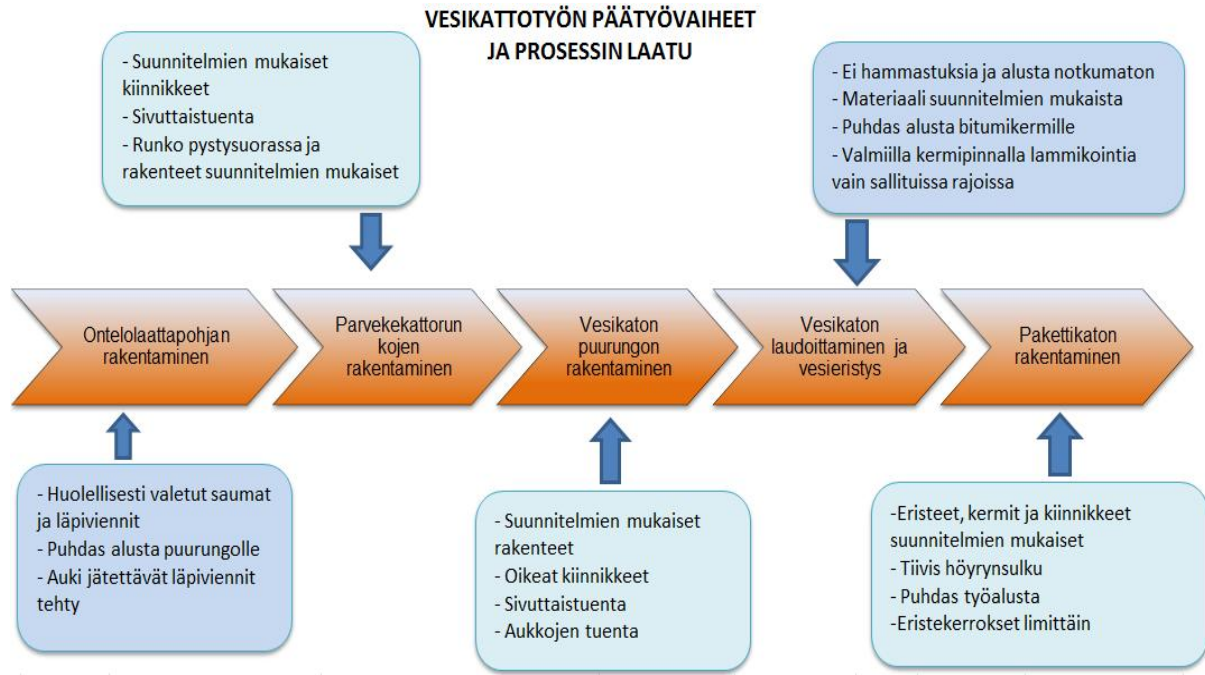 VESIKATTOTYÖN PÄÄTYÖVAIHEET
JA PROSESSIN LAATU
- Suunnitelmien mukaiset
kiinnikkeet
- Sivuttaistuenta
- Runko pystysuorassa ja
rakenteet suunnitelmien mukaiset
- Ei hammastuksia ja alusta notkumaton
- Materiaali suunnitelmien mukaista
- Puhdas alusta bitumikermille
- Valmiilla kermipinnalla lammikointia
vain sallituissa rajoissa
Ontelolaattapohjan
rakentaminen
Parvekekattorun
kojen
rakentaminen
Vesikaton
puurungon
rakentaminen
Vesikaton
laudoittaminen ja
vesieristys
Pakettikaton
rakentaminen
- Huolellisesti valetut saumat
ja läpiviennit
- Puhdas alusta puurungolle
- Auki jätettävät läpiviennit
tehty
- Suunnitelmien mukaiset
rakenteet
- Oikeat kiinnikkeet
- Sivuttaistuenta
- Aukkojen tuenta
-Eristeet, kermit ja kiinnikkeet
suunnitelmien mukaiset
- Tiivis höyrynsulku
- Puhdas työalusta
-Eristekerrokset limittäin